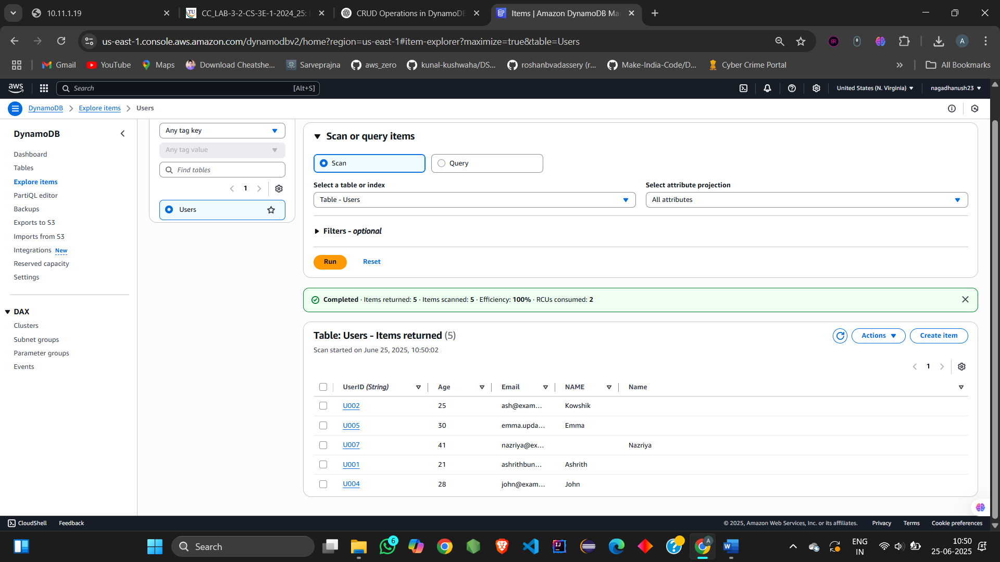 10.11.1.19
CC_LAB-3-2-CS-3E-1-2024_25:
CRUD Operations in DynamoDB
Items | Amazon DynamoDB Ma
us-east-1.console.aws.amazon.com/dynamodbv2/home?region=us-east-1#item-explorer?maximize=true&table=Users
A
Gmail
YouTube
Maps
Download Cheatshe...
Sarveprajna
aws_zero
kunal-kushwaha/DS...
roshanbvadassery (r...
Make-India-Code/D...
Cyber Crime Portal
All Bookmarks
aws
Search
[Alt+S]
United States (N. Virginia)
nagadhanush23
DynamoDB
Explore items
Users
DynamoDB
Dashboard
Tables
Explore items
PartiQL editor
Backups
Exports to S3
Imports from S3
Integrations New
Reserved capacity
Settings
DAX
Clusters
Subnet groups
Parameter groups
Events
Any tag key
Any tag value
Find tables
1
Users
Scan or query items
Scan
Query
Select a table or index
Table - Users
Select attribute projection
All attributes
Filters - optional
Run
Reset
Completed · Items returned: 5 · Items scanned: 5 · Efficiency: 100% · RCUs consumed: 2
Table: Users - Items returned (5)
Scan started on June 25, 2025, 10:50:02
Actions
Create item
1
UserID (String) Age Email NAME Name
U002 25 ash@exam... Kowshik
U005 30 emma.upda... Emma
U007 41 nazriya@ex... Nazriya
U001 21 ashrithbun... Ashrith
U004 28 john@exam... John
CloudShell
Feedback
© 2025, Amazon Web Services, Inc. or its affiliates.
Privacy
Terms
Cookie preferences
Search
6
A
ENG
IN
10:50
25-06-2025